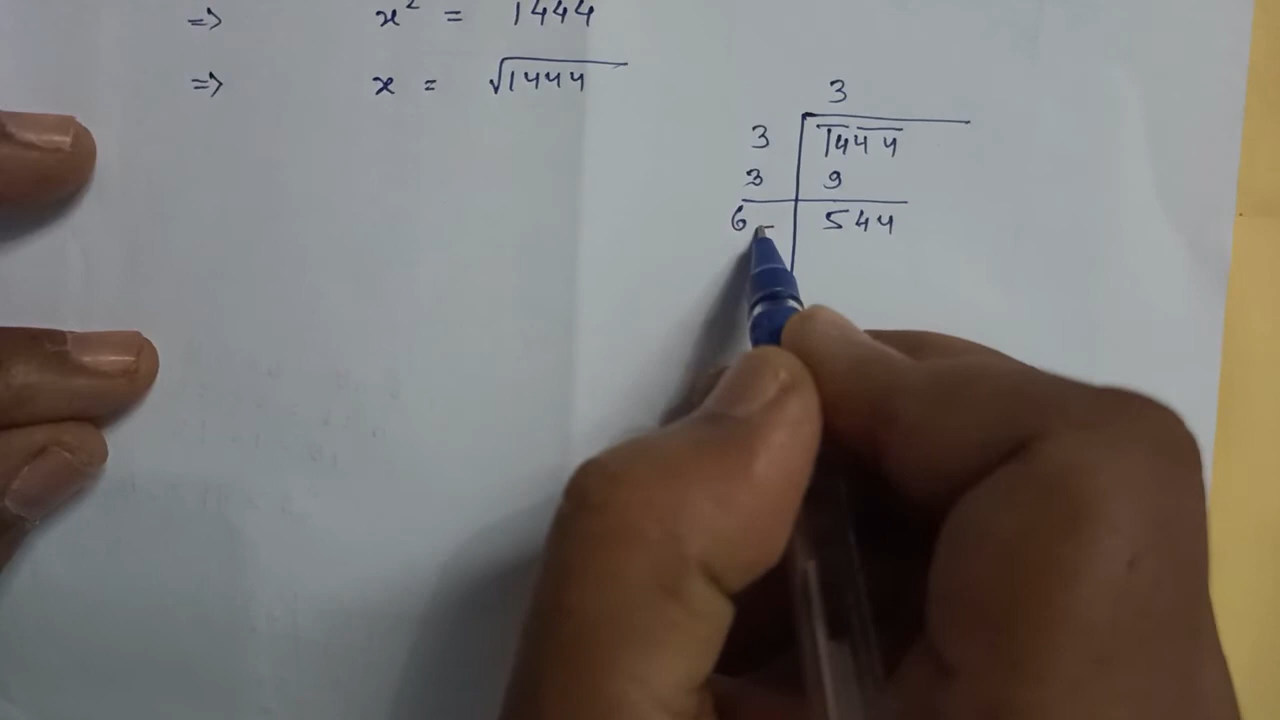 => x² = 1444
=> x = √1444
3
3 1444
3 9
6 - 544